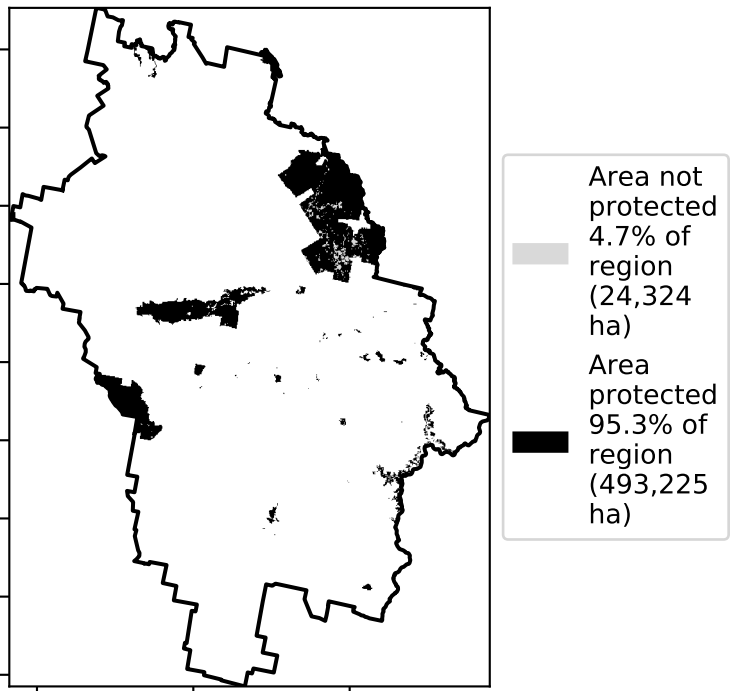 Area not
protected
4.7% of
region
(24,324
ha)
Area
protected
95.3% of
region
(493,225
ha)